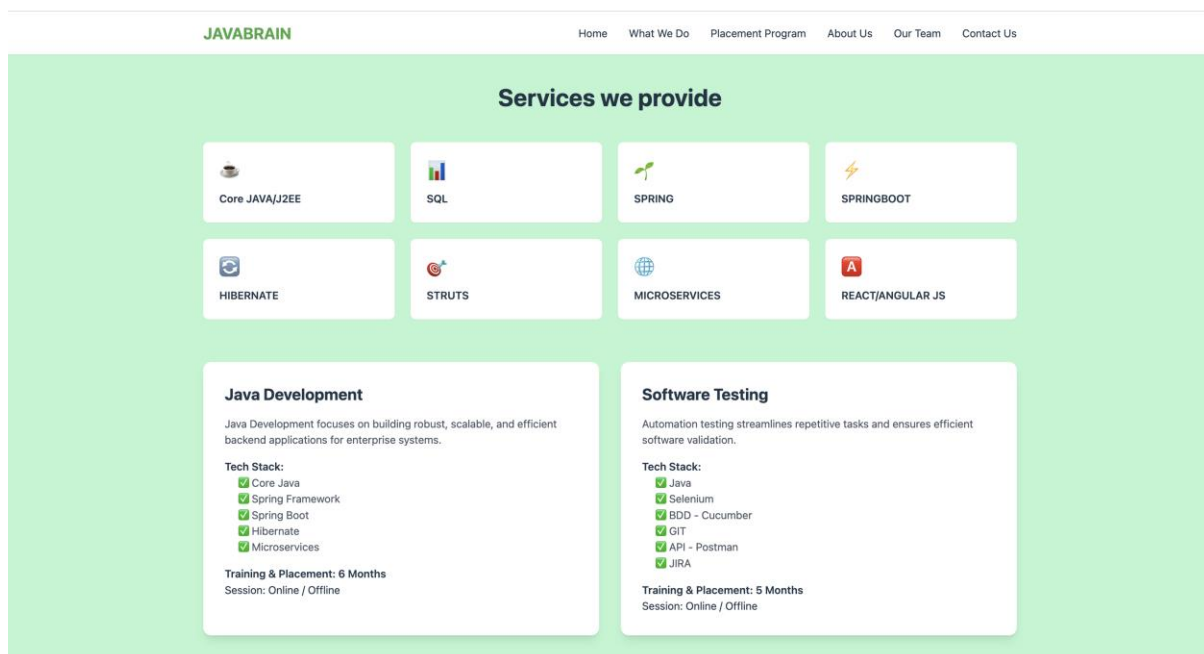 JAVABRAIN
Home What We Do Placement Program About Us Our Team Contact Us
Services we provide
Core JAVA/J2EE
SQL
SPRING
SPRINGBOOT
HIBERNATE
STRUTS
MICROSERVICES
REACT/ANGULAR JS
Java Development
Java Development focuses on building robust, scalable, and efficient
backend applications for enterprise systems.
Tech Stack:
✅ Core Java
✅ Spring Framework
✅ Spring Boot
✅ Hibernate
✅ Microservices
Training & Placement: 6 Months
Session: Online / Offline
Software Testing
Automation testing streamlines repetitive tasks and ensures efficient
software validation.
Tech Stack:
✅ Java
✅ Selenium
✅ BDD - Cucumber
✅ GIT
✅ API - Postman
✅ JIRA
Training & Placement: 5 Months
Session: Online / Offline